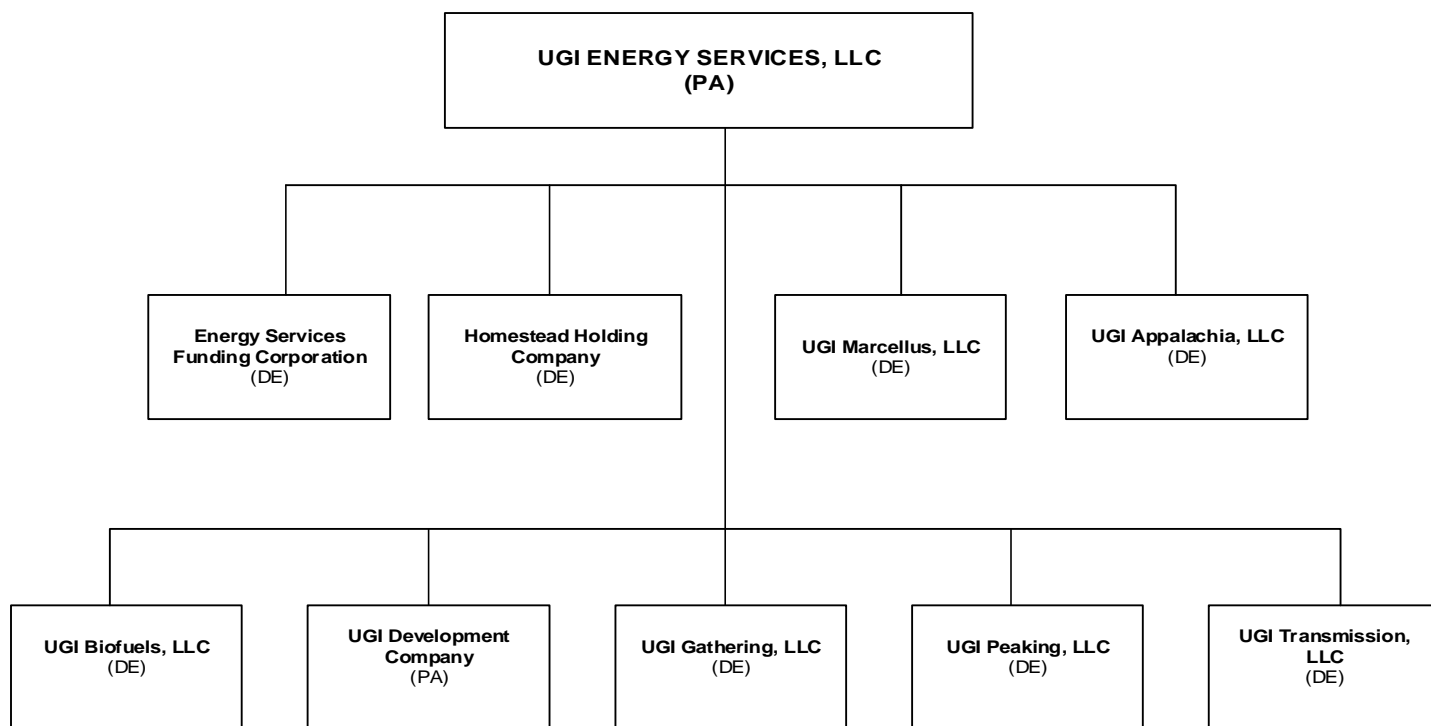 UGI ENERGY SERVICES, LLC
(PA)
Energy Services
Funding Corporation
(DE)
Homestead Holding
Company
(DE)
UGI Marcellus, LLC
(DE)
UGI Appalachia, LLC
(DE)
UGI Biofuels, LLC
(DE)
UGI Development
Company
(PA)
UGI Gathering, LLC
(DE)
UGI Peaking, LLC
(DE)
UGI Transmission,
LLC
(DE)